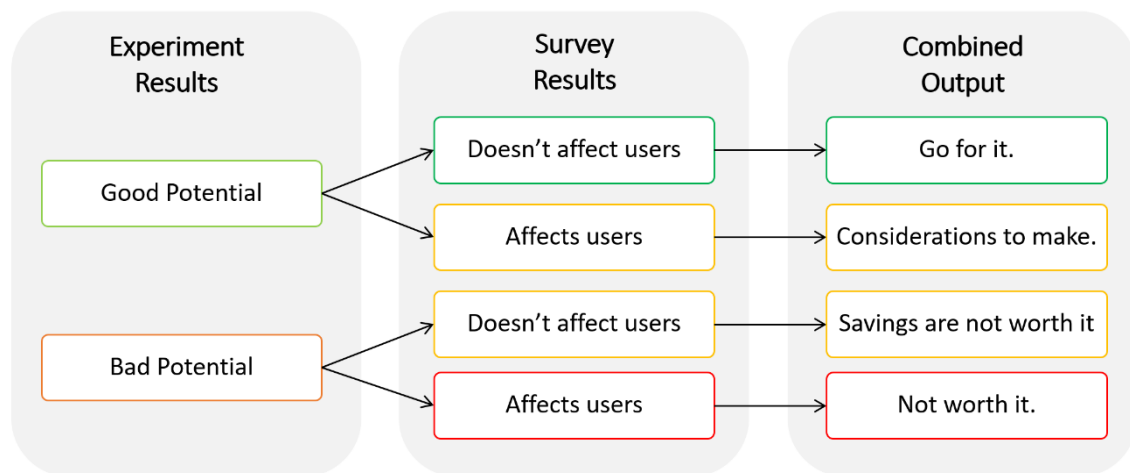 Experiment
Results
Survey
Results
Combined
Output
Good Potential
Doesn't affect users
Go for it.
Affects users
Considerations to make.
Bad Potential
Doesn't affect users
Savings are not worth it
Affects users
Not worth it.